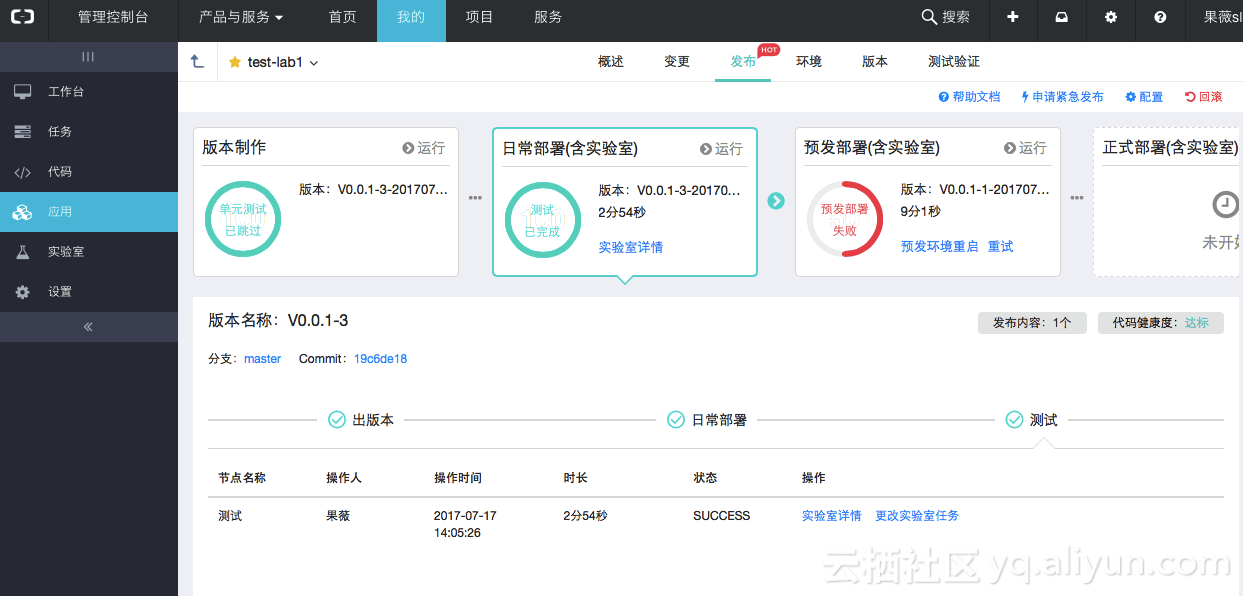 管理控制台 产品与服务 首页 我的 项目 服务 搜索 果薇sl
工作台
任务
代码
应用
实验室
设置
test-lab1 概述 变更 发布 HOT 环境 版本 测试验证
帮助文档 申请紧急发布 配置 回滚
版本制作 运行
单元测试
已跳过
版本：V0.0.1-3-201707...
日常部署(含实验室) 运行
测试
已完成
版本：V0.0.1-3-20170...
2分54秒
实验室详情
预发部署(含实验室) 运行
预发部署
失败
版本：V0.0.1-1-201707...
9分1秒
预发环境重启 重试
正式部署(含实验室)
未开
版本名称：V0.0.1-3
发布内容：1个 代码健康度：达标
分支：master Commit：19c6de18
出版本 日常部署 测试
节点名称 操作人 操作时间 时长 状态 操作
测试 果薇 2017-07-17 2分54秒 SUCCESS 实验室详情 更改实验室任务
14:05:26
云栖社区 yq.aliyun.com